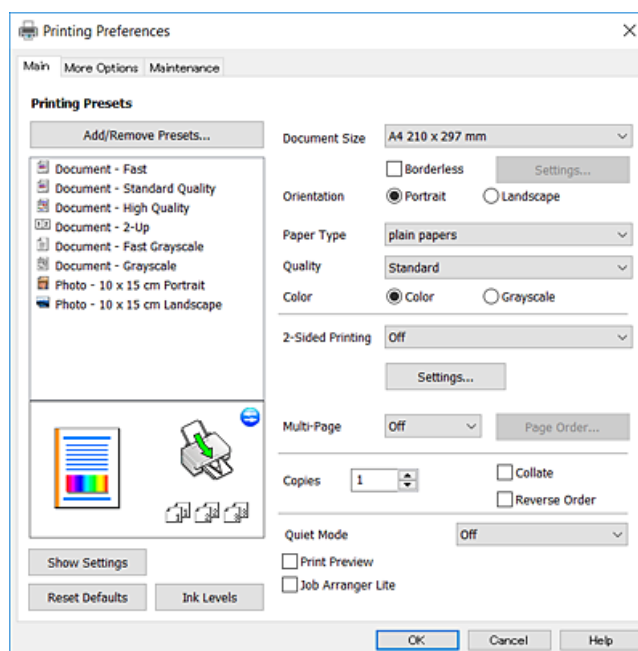 Printing Preferences
Main More Options Maintenance
Printing Presets
Add/Remove Presets...
Document - Fast
Document - Standard Quality
Document - High Quality
Document - 2-Up
Document - Fast Grayscale
Document - Grayscale
Photo - 10 x 15 cm Portrait
Photo - 10 x 15 cm Landscape
Show Settings
Reset Defaults Ink Levels
Document Size A4 210 x 297 mm
Borderless Settings...
Orientation Portrait Landscape
Paper Type plain papers
Quality Standard
Color Color Grayscale
2-Sided Printing Off
Settings...
Multi-Page Off Page Order...
Copies 1 Collate
Reverse Order
Quiet Mode Off
Print Preview
Job Arranger Lite
OK Cancel Help